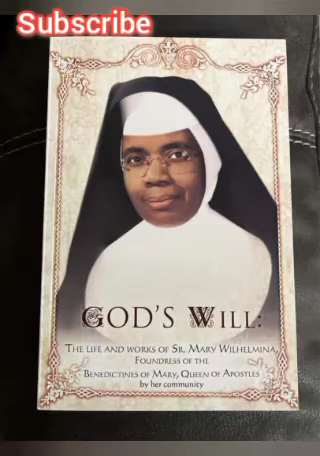 Subscribe
GOD'S WILL:
THE LIFE AND WORKS OF SR. MARY WILHELMINA,
FOUNDRESS OF THE
BENEDICTINES OF MARY, QUEEN OF APOSTLES
by her community